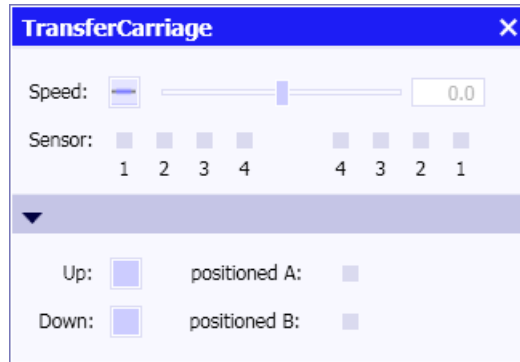 TransferCarriage
Speed: 0.0
Sensor:
1 2 3 4 4 3 2 1
Up: positioned A:
Down: positioned B: